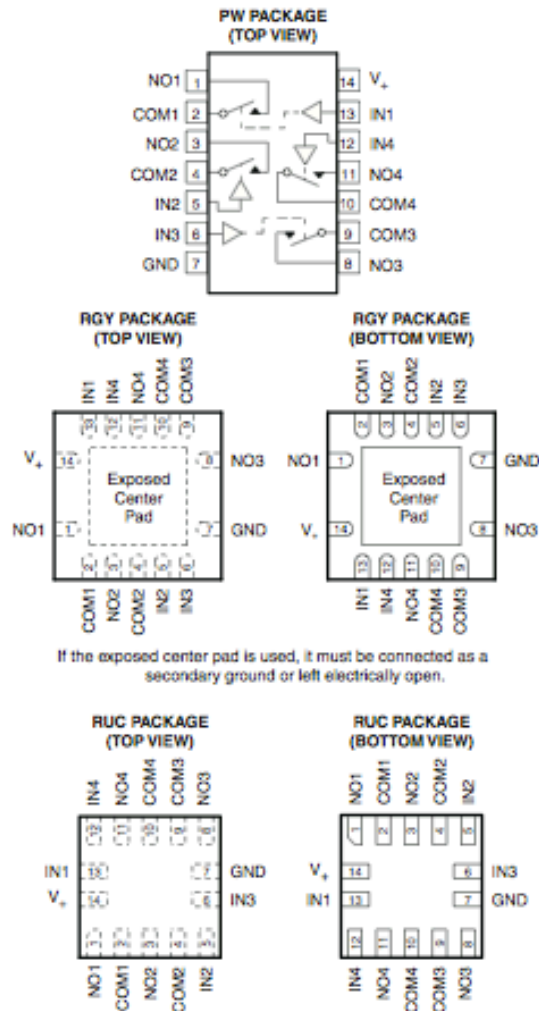 PW PACKAGE
(TOP VIEW)
NO1 1 14 V+
COM1 2 13 IN1
NO2 3 12 IN4
COM2 4 11 NO4
IN2 5 10 COM4
IN3 6 9 COM3
GND 7 8 NO3
RGY PACKAGE
(TOP VIEW)
IN1 IN4 NO4 COM4 COM3
13 12 11 10 9
V+ 14 8 NO3
Exposed
Center
Pad
NO1 1 7 GND
2 3 4 5 6
COM1 NO2 COM2 IN2 IN3
RGY PACKAGE
(BOTTOM VIEW)
COM1 NO2 COM2 IN2 IN3
2 3 4 5 6
NO1 1 7 GND
Exposed
Center
Pad
V+ 14 8 NO3
13 12 11 10 9
IN1 IN4 NO4 COM4 COM3
If the exposed center pad is used, it must be connected as a
secondary ground or left electrically open.
RUC PACKAGE
(TOP VIEW)
IN4 NO4 COM4 COM3 NO3
12 11 10 9 8
IN1 13 7 GND
V+ 14 6 IN3
1 2 3 4 5
NO1 COM1 NO2 COM2 IN2
RUC PACKAGE
(BOTTOM VIEW)
NO1 COM1 NO2 COM2 IN2
1 2 3 4 5
V+ 14 6 IN3
IN1 13 7 GND
12 11 10 9 8
IN4 NO4 COM4 COM3 NO3